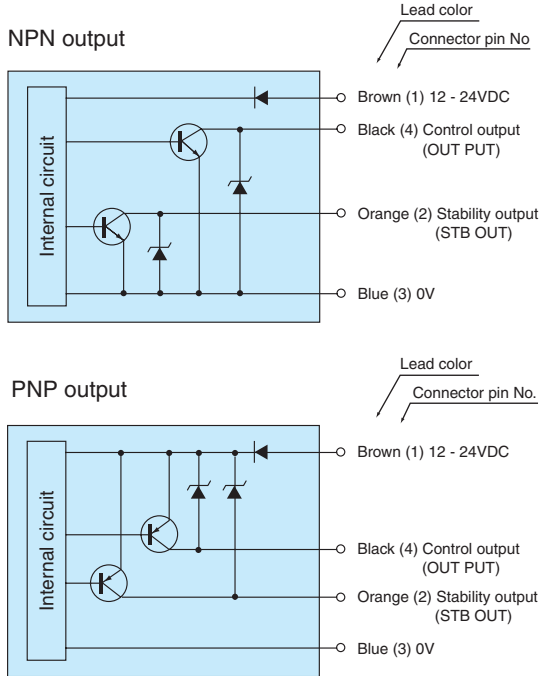 Lead color
NPN output
Connector pin No
Brown (1) 12 - 24VDC
Black (4) Control output
(OUT PUT)
Internal circuit
Orange (2) Stability output
(STB OUT)
Blue (3) 0V
Lead color
PNP output
Connector pin No.
Brown (1) 12 - 24VDC
Internal circuit
Black (4) Control output
(OUT PUT)
Orange (2) Stability output
(STB OUT)
Blue (3) 0V